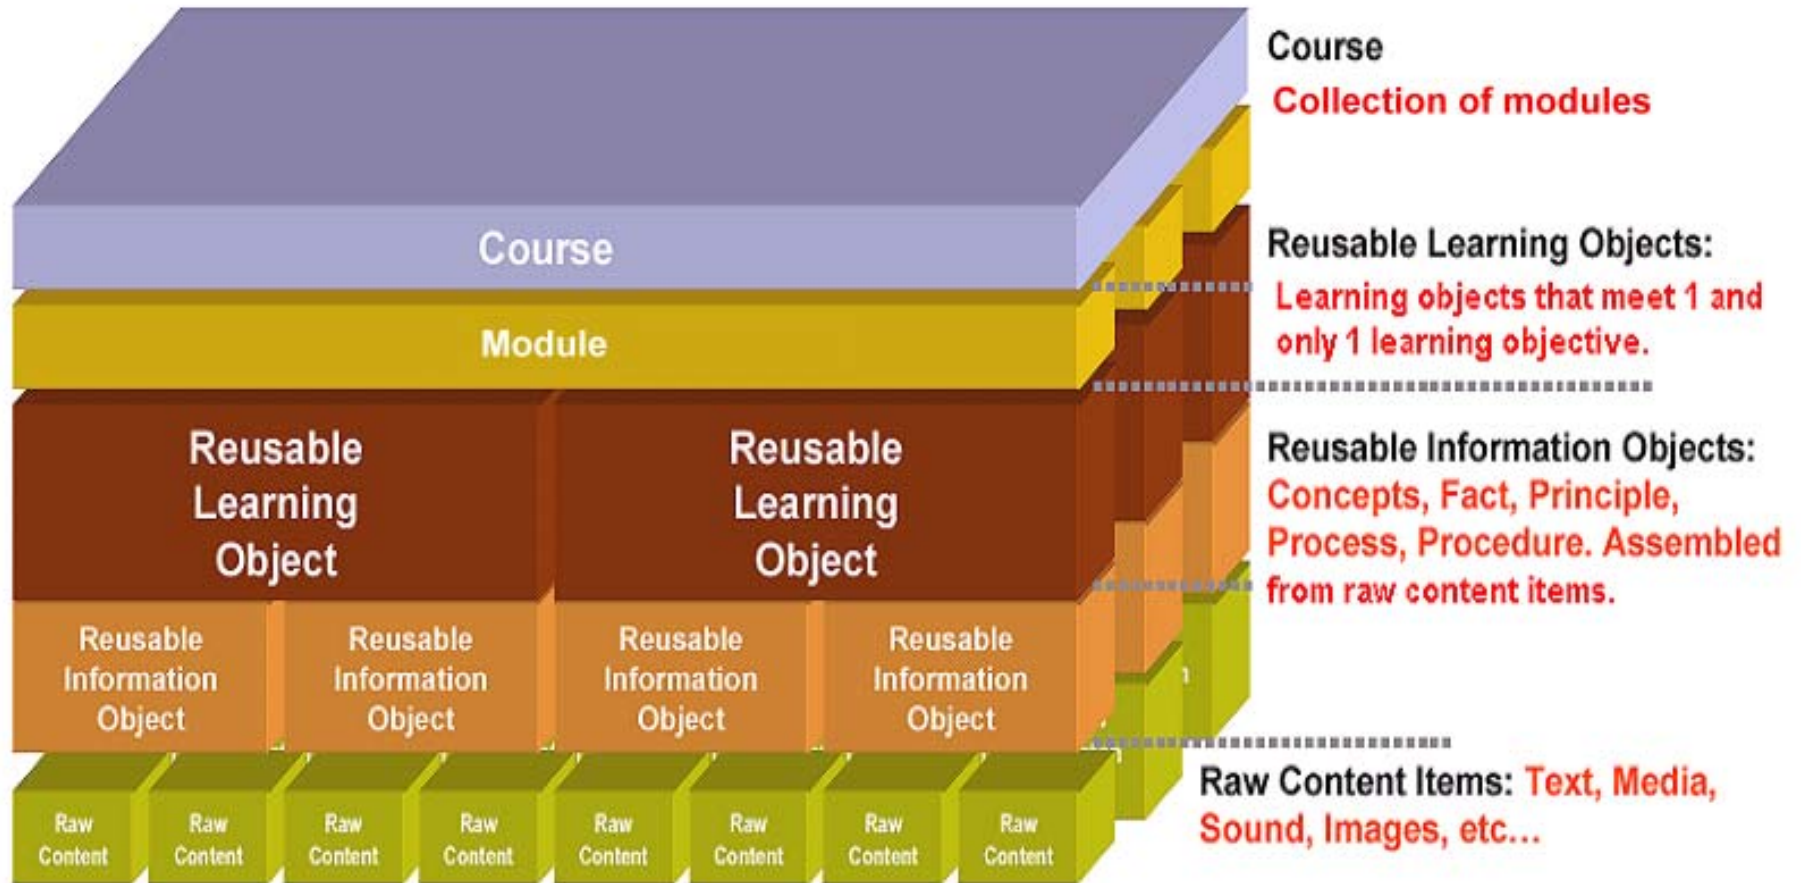 Course
Collection of modules
Course
Reusable Learning Objects:
Learning objects that meet 1 and
only 1 learning objective.
Module
Reusable
Learning
Object
Reusable
Learning
Object
Reusable Information Objects:
Concepts, Fact, Principle,
Process, Procedure. Assembled
from raw content items.
Reusable
Information
Object
Reusable
Information
Object
Reusable
Information
Object
Reusable
Information
Object
Raw Content Items: Text, Media,
Sound, Images, etc...
Raw
Content
Raw
Content
Raw
Content
Raw
Content
Raw
Content
Raw
Content
Raw
Content
Raw
Content